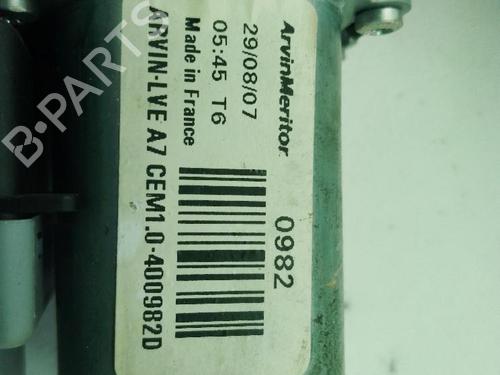 ArvinMeritor
29/08/07
05:45 T6
Made in France
0982
ARVIN-LVE A7 CEM1.0-400982D
B-PARTS